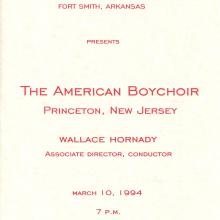 FORT SMITH, ARKANSAS
PRESENTS
THE AMERICAN BOYCHOIR
PRINCETON, NEW JERSEY
WALLACE HORNADY
ASSOCIATE DIRECTOR, CONDUCTOR
MARCH 10, 1994
7 P.M.